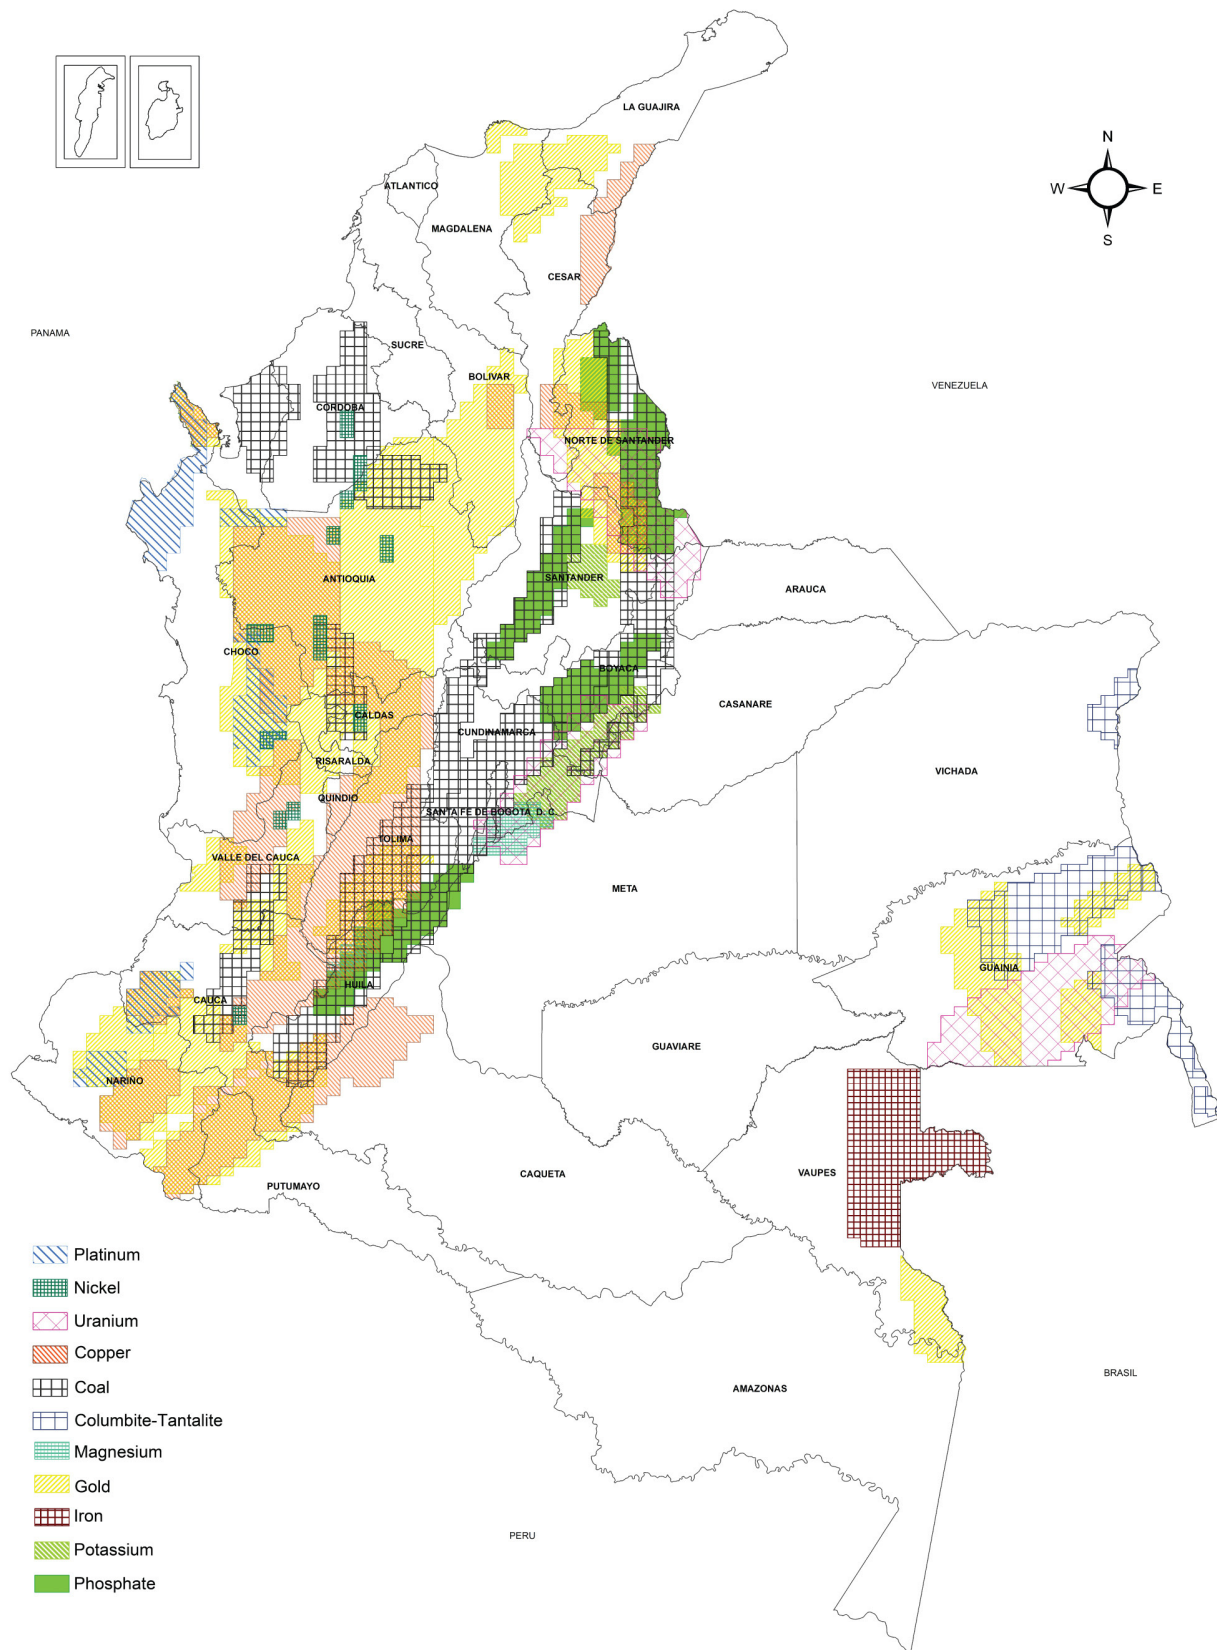 LA GUAJIRA
N
W
E
S
ATLANTICO
MAGDALENA
CESAR
PANAMA
SUCRE
BOLIVAR
VENEZUELA
CORDOBA
NORTE DE SANTANDER
ANTIOQUIA
SANTANDER
ARAUCA
CHOCO
BOYACA
CALDAS
CASANARE
CUNDINAMARCA
RISARALDA
VICHADA
QUINDIO
SANTA FE DE BOGOTA, D. C.
TOLIMA
VALLE DEL CAUCA
META
GUAINIA
HUILA
CAUCA
GUAVIARE
NARIÑO
CAQUETA
VAUPES
PUTUMAYO
Platinum
Nickel
Uranium
Copper
Coal
Columbite-Tantalite
Magnesium
Gold
Iron
Potassium
Phosphate
AMAZONAS
BRASIL
PERU